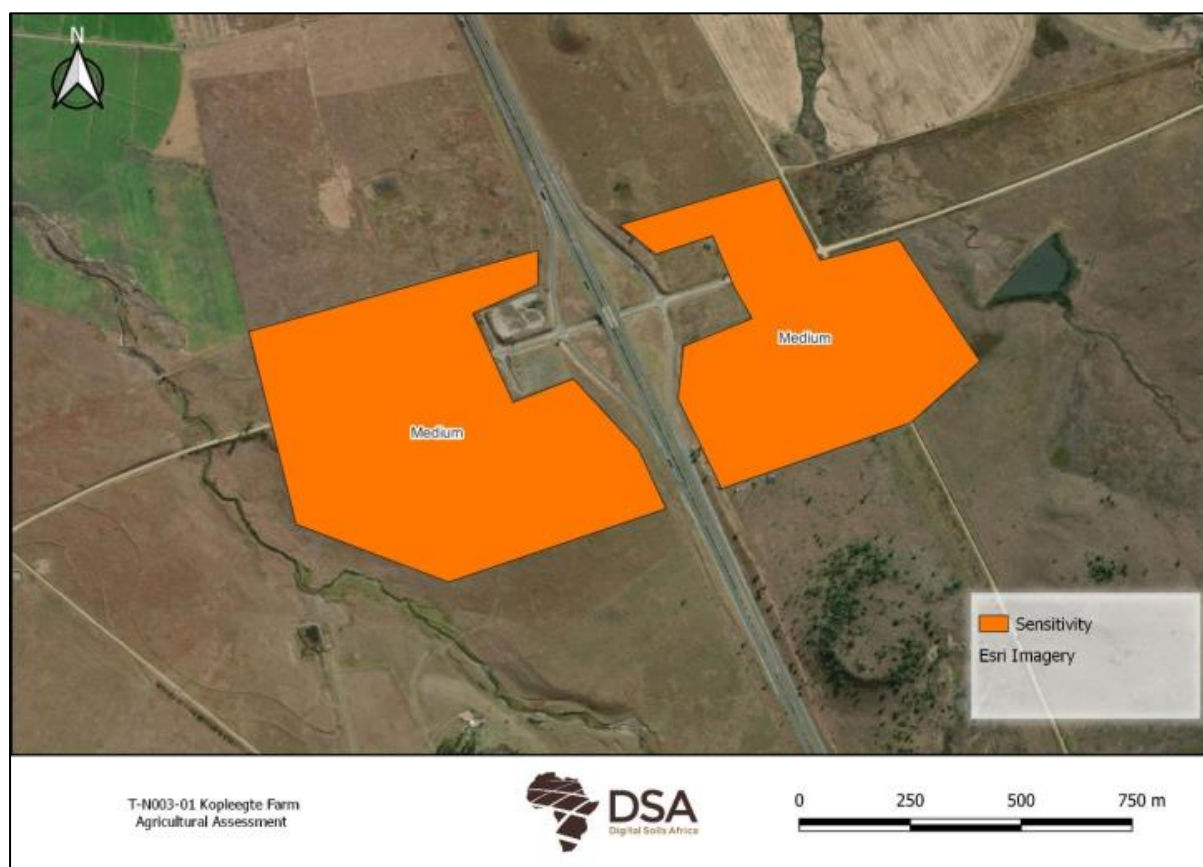 N
Medium
Medium
Sensitivity
Esri Imagery
T-N003-01 Kopleegte Farm
Agricultural Assessment
DSA
Digital Soils Africa
0 250 500 750 m